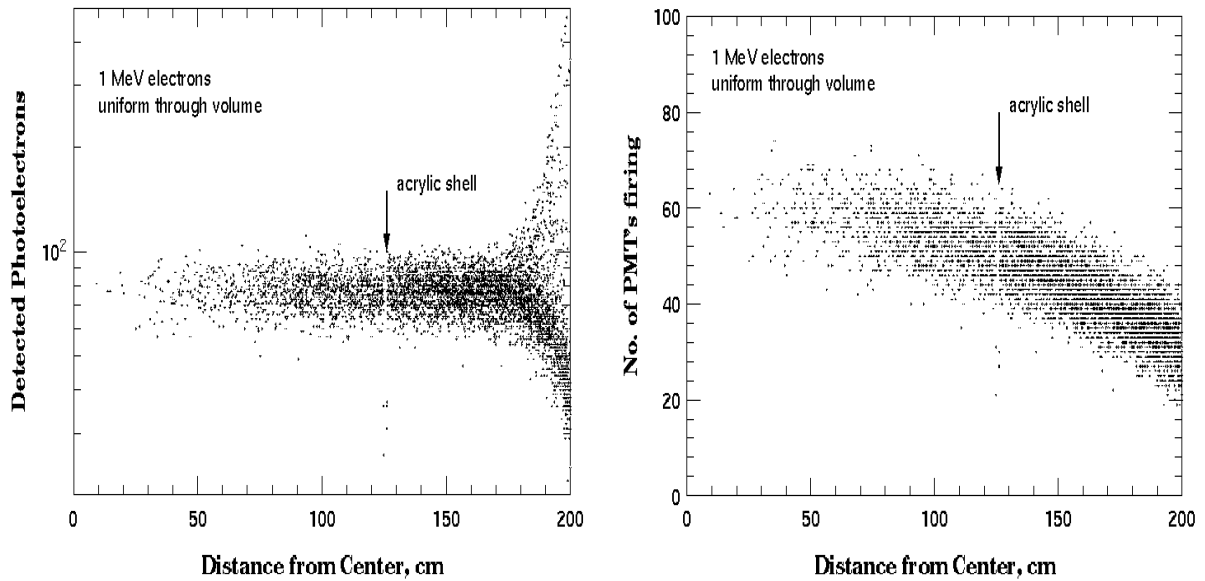 1 MeV electrons
uniform through volume
acrylic shell
Detected Photoelectrons
10²
0 50 100 150 200
Distance from Center, cm
1 MeV electrons
uniform through volume
acrylic shell
No. of PMT's firing
100
80
60
40
20
0
0 50 100 150 200
Distance from Center, cm